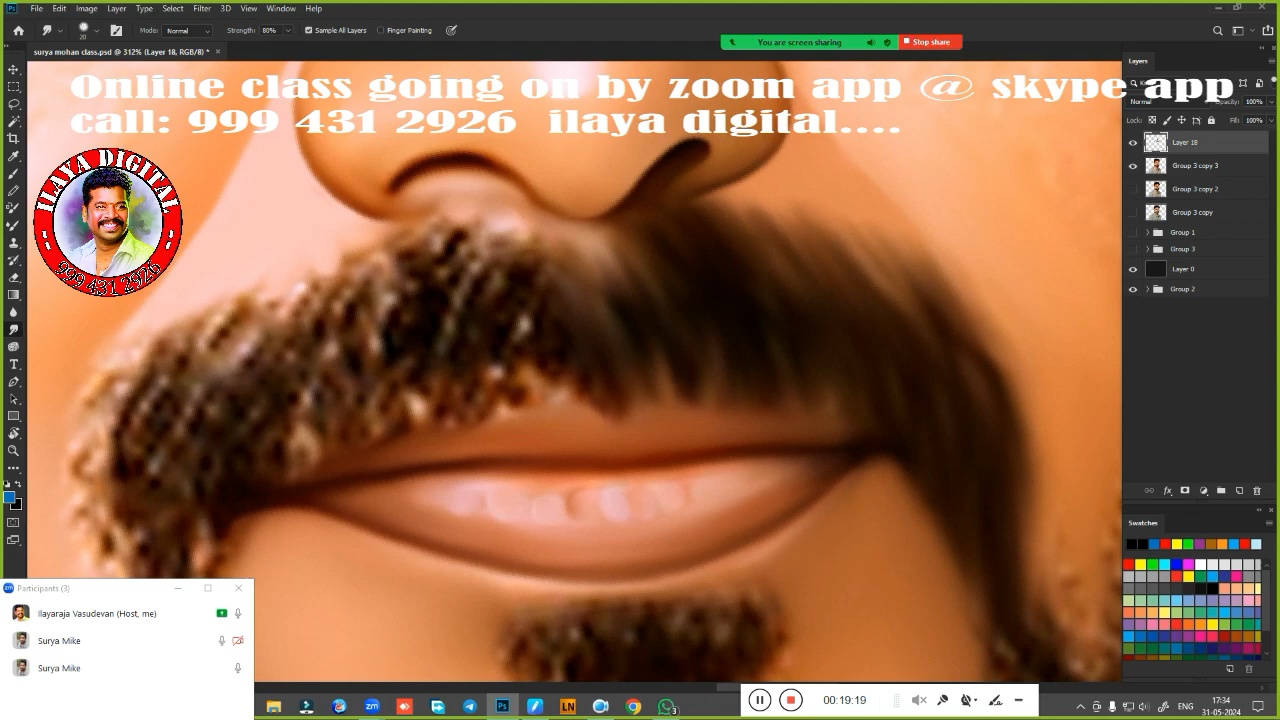 File Edit Image Layer Type Select Filter 3D View Window Help
20 Mode: Normal Strength: 80% Sample All Layers Finger Painting
You are screen sharing Stop share
surya mohan class.psd @ 312% (Layer 18, RGB/8) * ×
Online class going on by zoom app @ skype app
call: 999 431 2926 ilaya digital....
ILAYA DIGITAL
999 431 2926
Layers
Normal Opacity: 100%
Lock: Fill: 100%
Layer 18
Group 3 copy 3
Group 3 copy 2
Group 3 copy
Group 1
Group 3
Layer 0
Group 2
Swatches
Participants (3)
Ilayaraja Vasudevan (Host, me)
Surya Mike
Surya Mike
00:19:19
3
ENG
17:34
31-05-2024